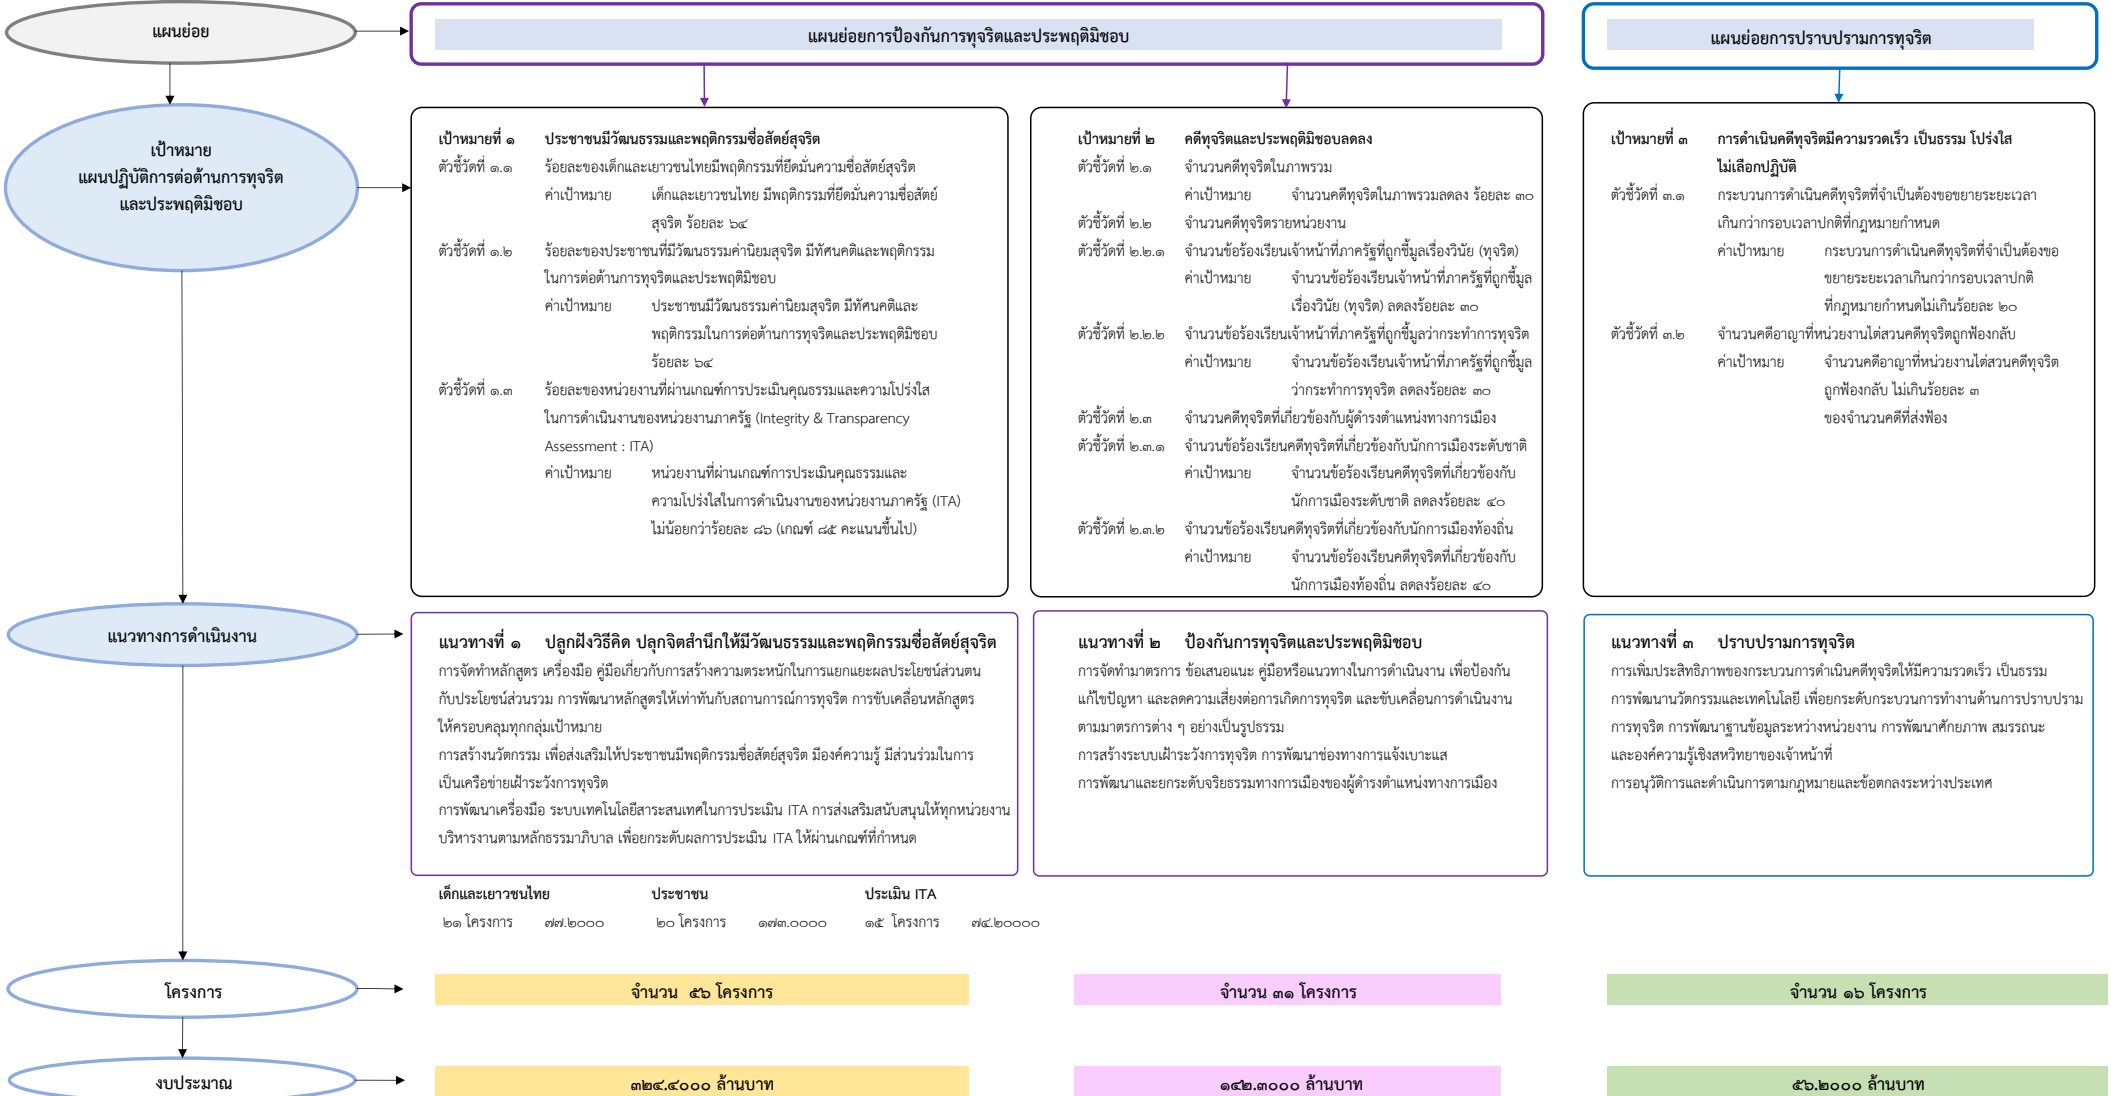 แผนย่อย
แผนย่อยการป้องกันการทุจริตและประพฤติมิชอบ
แผนย่อยการปราบปรามการทุจริต
เป้าหมาย
แผนปฏิบัติการต่อต้านการทุจริต
และประพฤติมิชอบ
เป้าหมายที่ ๑ ประชาชนมีวัฒนธรรมและพฤติกรรมซื่อสัตย์สุจริต
ตัวชี้วัดที่ ๑.๑ ร้อยละของเด็กและเยาวชนไทยมีพฤติกรรมที่ยึดมั่นความซื่อสัตย์สุจริต
ค่าเป้าหมาย เด็กและเยาวชนไทย มีพฤติกรรมที่ยึดมั่นความซื่อสัตย์
สุจริต ร้อยละ ๖๔
ตัวชี้วัดที่ ๑.๒ ร้อยละของประชาชนที่มีวัฒนธรรมค่านิยมสุจริต มีทัศนคติและพฤติกรรม
ในการต่อต้านการทุจริตและประพฤติมิชอบ
ค่าเป้าหมาย ประชาชนมีวัฒนธรรมค่านิยมสุจริต มีทัศนคติและ
พฤติกรรมในการต่อต้านการทุจริตและประพฤติมิชอบ
ร้อยละ ๖๔
ตัวชี้วัดที่ ๑.๓ ร้อยละของหน่วยงานที่ผ่านเกณฑ์การประเมินคุณธรรมและความโปร่งใส
ในการดำเนินงานของหน่วยงานภาครัฐ (Integrity & Transparency
Assessment : ITA)
ค่าเป้าหมาย หน่วยงานที่ผ่านเกณฑ์การประเมินคุณธรรมและ
ความโปร่งใสในการดำเนินงานของหน่วยงานภาครัฐ (ITA)
ไม่น้อยกว่าร้อยละ ๘๖ (เกณฑ์ ๘๕ คะแนนขึ้นไป)
เป้าหมายที่ ๒ คดีทุจริตและประพฤติมิชอบลดลง
ตัวชี้วัดที่ ๒.๑ จำนวนคดีทุจริตในภาพรวม
ค่าเป้าหมาย จำนวนคดีทุจริตในภาพรวมลดลง ร้อยละ ๓๐
ตัวชี้วัดที่ ๒.๒ จำนวนคดีทุจริตรายหน่วยงาน
ตัวชี้วัดที่ ๒.๒.๑ จำนวนข้อร้องเรียนเจ้าหน้าที่ภาครัฐที่ถูกชี้มูลเรื่องวินัย (ทุจริต)
ค่าเป้าหมาย จำนวนข้อร้องเรียนเจ้าหน้าที่ภาครัฐที่ถูกชี้มูล
เรื่องวินัย (ทุจริต) ลดลงร้อยละ ๓๐
ตัวชี้วัดที่ ๒.๒.๒ จำนวนข้อร้องเรียนเจ้าหน้าที่ภาครัฐที่ถูกชี้มูลว่ากระทำการทุจริต
ค่าเป้าหมาย จำนวนข้อร้องเรียนเจ้าหน้าที่ภาครัฐที่ถูกชี้มูล
ว่ากระทำการทุจริต ลดลงร้อยละ ๓๐
ตัวชี้วัดที่ ๒.๓ จำนวนคดีทุจริตที่เกี่ยวข้องกับผู้ดำรงตำแหน่งทางการเมือง
ตัวชี้วัดที่ ๒.๓.๑ จำนวนข้อร้องเรียนคดีทุจริตที่เกี่ยวข้องกับนักการเมืองระดับชาติ
ค่าเป้าหมาย จำนวนข้อร้องเรียนคดีทุจริตที่เกี่ยวข้องกับ
นักการเมืองระดับชาติ ลดลงร้อยละ ๔๐
ตัวชี้วัดที่ ๒.๓.๒ จำนวนข้อร้องเรียนคดีทุจริตที่เกี่ยวข้องกับนักการเมืองท้องถิ่น
ค่าเป้าหมาย จำนวนข้อร้องเรียนคดีทุจริตที่เกี่ยวข้องกับ
นักการเมืองท้องถิ่น ลดลงร้อยละ ๔๐
เป้าหมายที่ ๓ การดำเนินคดีทุจริตมีความรวดเร็ว เป็นธรรม โปร่งใส
ไม่เลือกปฏิบัติ
ตัวชี้วัดที่ ๓.๑ กระบวนการดำเนินคดีทุจริตที่จำเป็นต้องขอขยายระยะเวลา
เกินกว่ากรอบเวลาปกติที่กฎหมายกำหนด
ค่าเป้าหมาย กระบวนการดำเนินคดีทุจริตที่จำเป็นต้องขอ
ขยายระยะเวลาเกินกว่ากรอบเวลาปกติ
ที่กฎหมายกำหนดไม่เกินร้อยละ ๒๐
ตัวชี้วัดที่ ๓.๒ จำนวนคดีอาญาที่หน่วยงานไต่สวนคดีทุจริตถูกฟ้องกลับ
ค่าเป้าหมาย จำนวนคดีอาญาที่หน่วยงานไต่สวนคดีทุจริต
ถูกฟ้องกลับ ไม่เกินร้อยละ ๓
ของจำนวนคดีที่ส่งฟ้อง
แนวทางการดำเนินงาน
แนวทางที่ ๑ ปลูกฝังวิธีคิด ปลุกจิตสำนึกให้มีวัฒนธรรมและพฤติกรรมซื่อสัตย์สุจริต
การจัดทำหลักสูตร เครื่องมือ คู่มือเกี่ยวกับการสร้างความตระหนักในการแยกแยะผลประโยชน์ส่วนตน
กับประโยชน์ส่วนรวม การพัฒนาหลักสูตรให้เท่าทันกับสถานการณ์การทุจริต การขับเคลื่อนหลักสูตร
ให้ครอบคลุมทุกกลุ่มเป้าหมาย
การสร้างนวัตกรรม เพื่อส่งเสริมให้ประชาชนมีพฤติกรรมซื่อสัตย์สุจริต มีองค์ความรู้ มีส่วนร่วมในการ
เป็นเครือข่ายเฝ้าระวังการทุจริต
การพัฒนาเครื่องมือ ระบบเทคโนโลยีสาระสนเทศในการประเมิน ITA การส่งเสริมสนับสนุนให้ทุกหน่วยงาน
บริหารงานตามหลักธรรมาภิบาล เพื่อยกระดับผลการประเมิน ITA ให้ผ่านเกณฑ์ที่กำหนด
แนวทางที่ ๒ ป้องกันการทุจริตและประพฤติมิชอบ
การจัดทำมาตรการ ข้อเสนอแนะ คู่มือหรือแนวทางในการดำเนินงาน เพื่อป้องกัน
แก้ไขปัญหา และลดความเสี่ยงต่อการเกิดการทุจริต และขับเคลื่อนการดำเนินงาน
ตามมาตรการต่าง ๆ อย่างเป็นรูปธรรม
การสร้างระบบเฝ้าระวังการทุจริต การพัฒนาช่องทางการแจ้งเบาะแส
การพัฒนาและยกระดับจริยธรรมทางการเมืองของผู้ดำรงตำแหน่งทางการเมือง
แนวทางที่ ๓ ปราบปรามการทุจริต
การเพิ่มประสิทธิภาพของกระบวนการดำเนินคดีทุจริตให้มีความรวดเร็ว เป็นธรรม
การพัฒนานวัตกรรมและเทคโนโลยี เพื่อยกระดับกระบวนการทำงานด้านการปราบปราม
การทุจริต การพัฒนาฐานข้อมูลระหว่างหน่วยงาน การพัฒนาศักยภาพ สมรรถนะ
และองค์ความรู้เชิงสหวิทยาของเจ้าหน้าที่
การอนุวัติการและดำเนินการตามกฎหมายและข้อตกลงระหว่างประเทศ
เด็กและเยาวชนไทย ประชาชน ประเมิน ITA
๒๑ โครงการ ๗๗.๒๐๐๐ ๒๐ โครงการ ๑๗๓.๐๐๐๐ ๑๕ โครงการ ๗๔.๒๐๐๐๐
โครงการ
จำนวน ๕๖ โครงการ
จำนวน ๓๑ โครงการ
จำนวน ๑๖ โครงการ
งบประมาณ
๓๒๔.๔๐๐๐ ล้านบาท
๑๔๒.๓๐๐๐ ล้านบาท
๕๖.๒๐๐๐ ล้านบาท